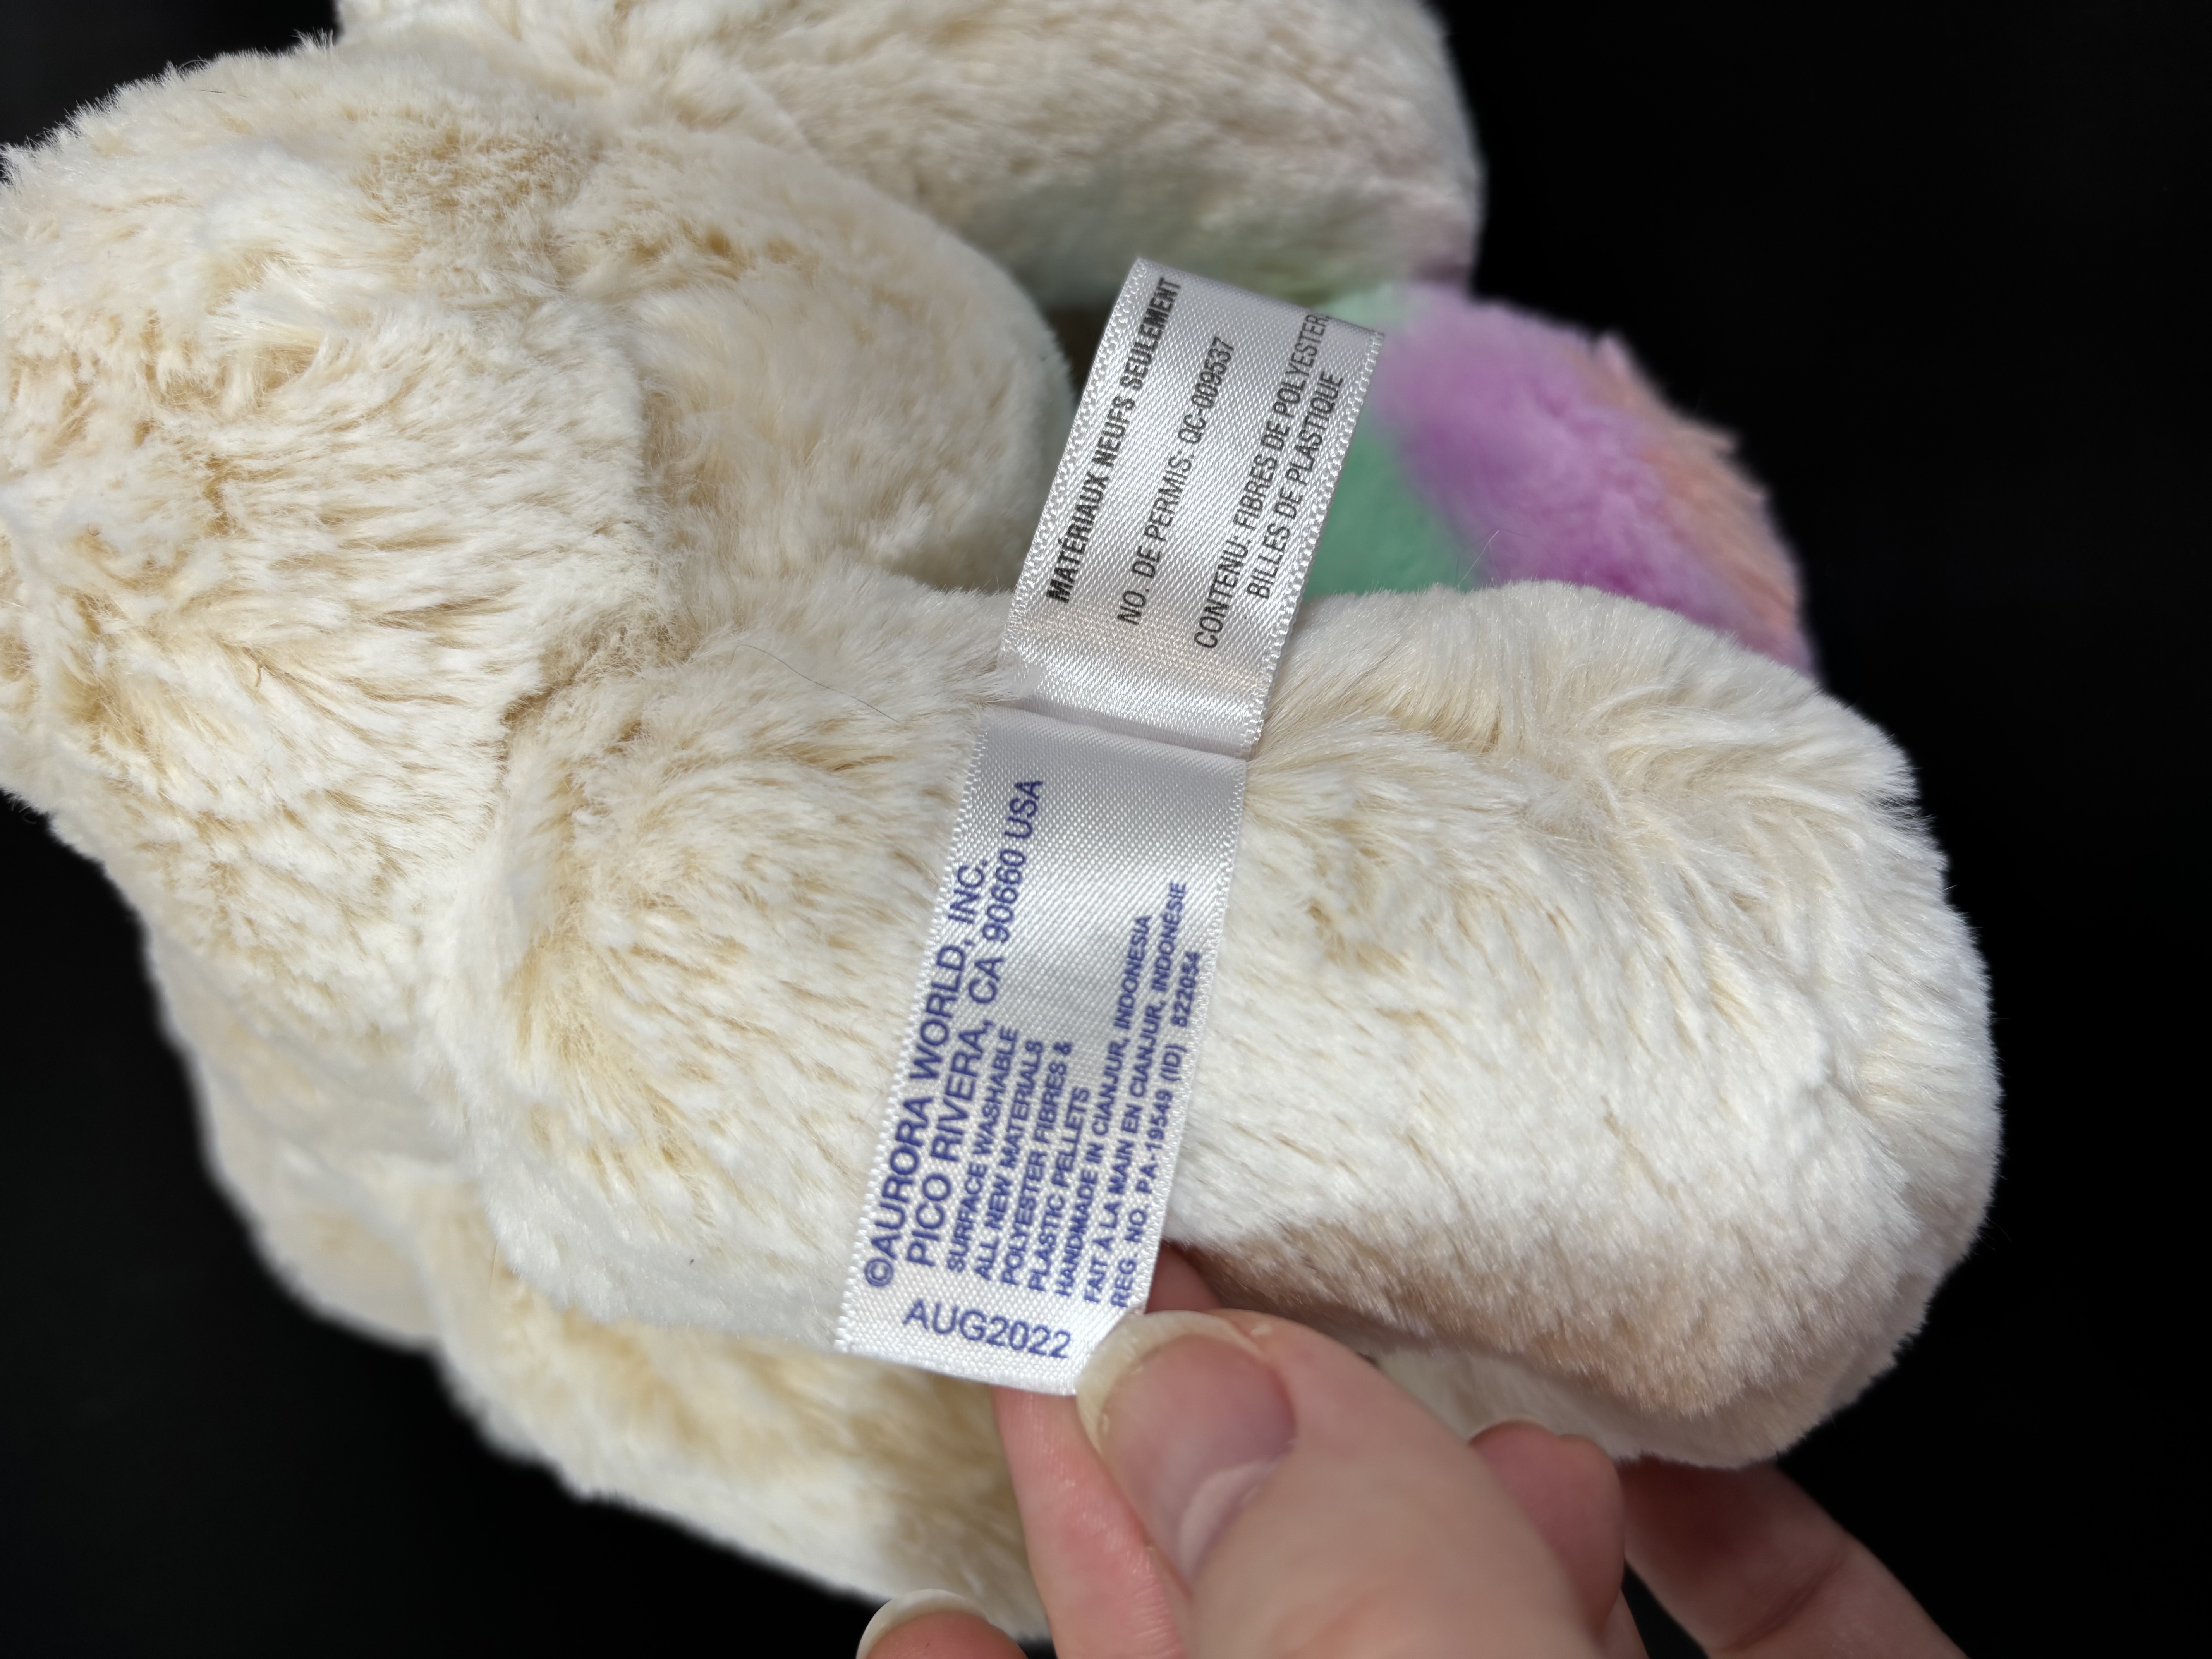 MATÉRIAUX NEUFS SEULEMENT
NO. DE PERMIS: QC-009537
CONTENU: FIBRES DE POLYESTER,
BILLES DE PLASTIQUE
©AURORA WORLD, INC.
PICO RIVERA, CA 90660 USA
SURFACE WASHABLE
ALL NEW MATERIALS
POLYESTER FIBRES &
PLASTIC PELLETS
HANDMADE IN CIANJUR, INDONESIA
FAIT À LA MAIN EN CIANJUR, INDONÉSIE
REG. NO. PA-19549 (ID) 822054
AUG2022